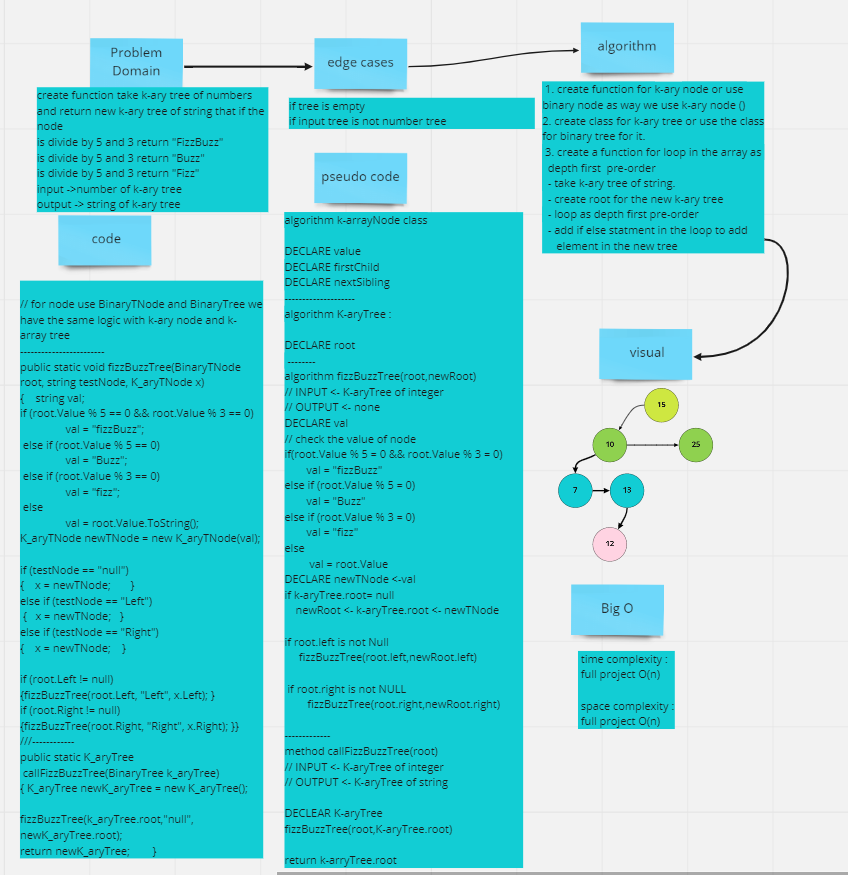 Problem
Domain
create function take k-ary tree of numbers
and return new k-ary tree of string that if the
node
is divide by 5 and 3 return "FizzBuzz"
is divide by 5 and 3 return "Buzz"
is divide by 5 and 3 return "Fizz"
input ->number of k-ary tree
output -> string of k-ary tree
edge cases
if tree is empty
if input tree is not number tree
algorithm
1. create function for k-ary node or use
binary node as way we use k-ary node ()
2. create class for k-ary tree or use the class
for binary tree for it.
3. create a function for loop in the array as
depth first pre-order
- take k-ary tree of string.
- create root for the new k-ary tree
- loop as depth first pre-order
- add if else statment in the loop to add
element in the new tree
code
// for node use BinaryTNode and BinaryTree we
have the same logic with k-ary node and k-
array tree
------------------------
public static void fizzBuzzTree(BinaryTNode
root, string testNode, K_aryTNode x)
{ string val;
if (root.Value % 5 == 0 && root.Value % 3 == 0)
val = "fizzBuzz";
else if (root.Value % 5 == 0)
val = "Buzz";
else if (root.Value % 3 == 0)
val = "fizz";
else
val = root.Value.ToString();
K_aryTNode newTNode = new K_aryTNode(val);
if (testNode == "null")
{ x = newTNode; }
else if (testNode == "Left")
{ x = newTNode; }
else if (testNode == "Right")
{ x = newTNode; }
if (root.Left != null)
{fizzBuzzTree(root.Left, "Left", x.Left); }
if (root.Right != null)
{fizzBuzzTree(root.Right, "Right", x.Right); }}
///------------
public static K_aryTree
callFizzBuzzTree(BinaryTree k_aryTree)
{ K_aryTree newK_aryTree = new K_aryTree();
fizzBuzzTree(k_aryTree.root,"null",
newK_aryTree.root);
return newK_aryTree; }
pseudo code
algorithm k-arrayNode class
DECLARE value
DECLARE firstChild
DECLARE nextSibling
--------------------
algorithm K-aryTree :
DECLARE root
--------
algorithm fizzBuzzTree(root,newRoot)
// INPUT <- K-aryTree of integer
// OUTPUT <- none
DECLARE val
// check the value of node
if(root.Value % 5 = 0 && root.Value % 3 = 0)
val = "fizzBuzz"
else if (root.Value % 5 = 0)
val = "Buzz"
else if (root.Value % 3 = 0)
val = "fizz"
else
val = root.Value
DECLARE newTNode <-val
if k-aryTree.root= null
newRoot <- k-aryTree.root <- newTNode
if root.left is not Null
fizzBuzzTree(root.left,newRoot.left)
if root.right is not NULL
fizzBuzzTree(root.right,newRoot.right)
-------------
method callFizzBuzzTree(root)
// INPUT <- K-aryTree of integer
// OUTPUT <- K-aryTree of string
DECLEAR K-aryTree
fizzBuzzTree(root,K-aryTree.root)
return k-arryTree.root
visual
15
10
25
7
13
12
Big O
time complexity :
full project O(n)
space complexity :
full project O(n)